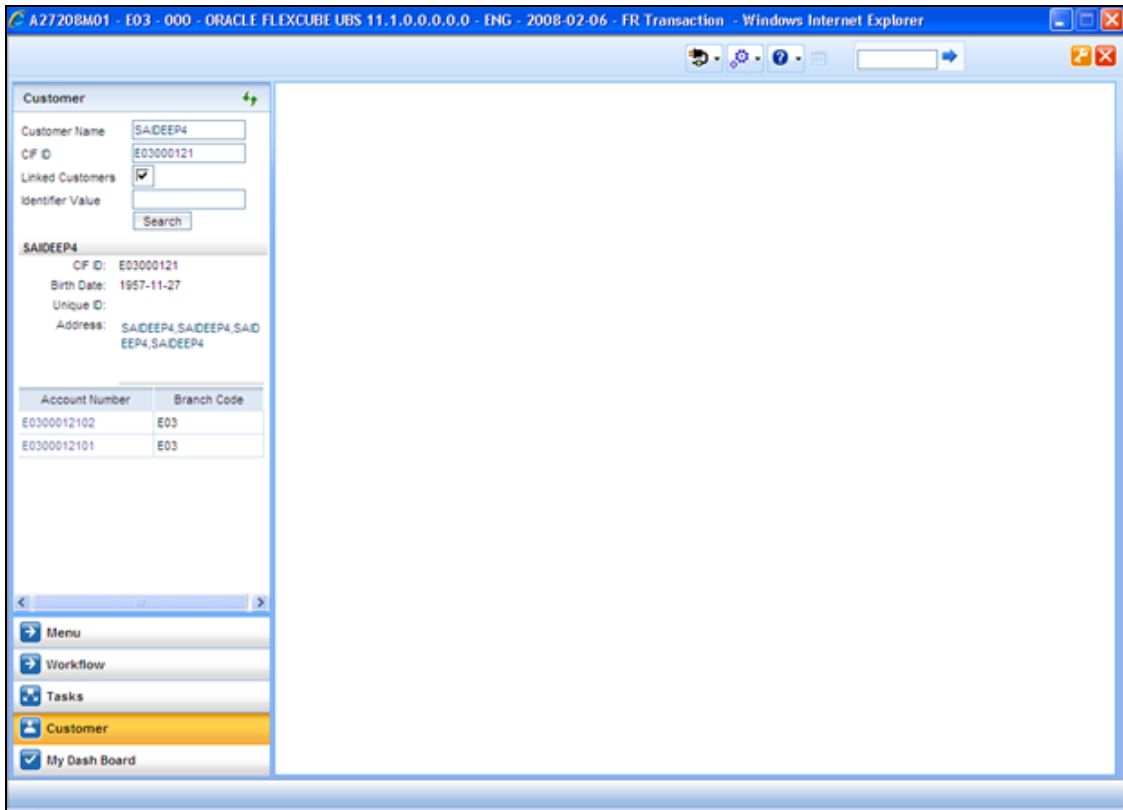 A27208M01 - E03 - 000 - ORACLE FLEXCUBE UBS 11.1.0.0.0.0.0 - ENG - 2008-02-06 - FR Transaction - Windows Internet Explorer
Customer
Customer Name SAIDEEP4
CIF ID E03000121
Linked Customers
Identifier Value
Search
SAIDEEP4
CIF ID: E03000121
Birth Date: 1957-11-27
Unique ID:
Address: SAIDEEP4,SAIDEEP4,SAID
EEP4,SAIDEEP4
Account Number Branch Code
E0300012102 E03
E0300012101 E03
Menu
Workflow
Tasks
Customer
My Dash Board